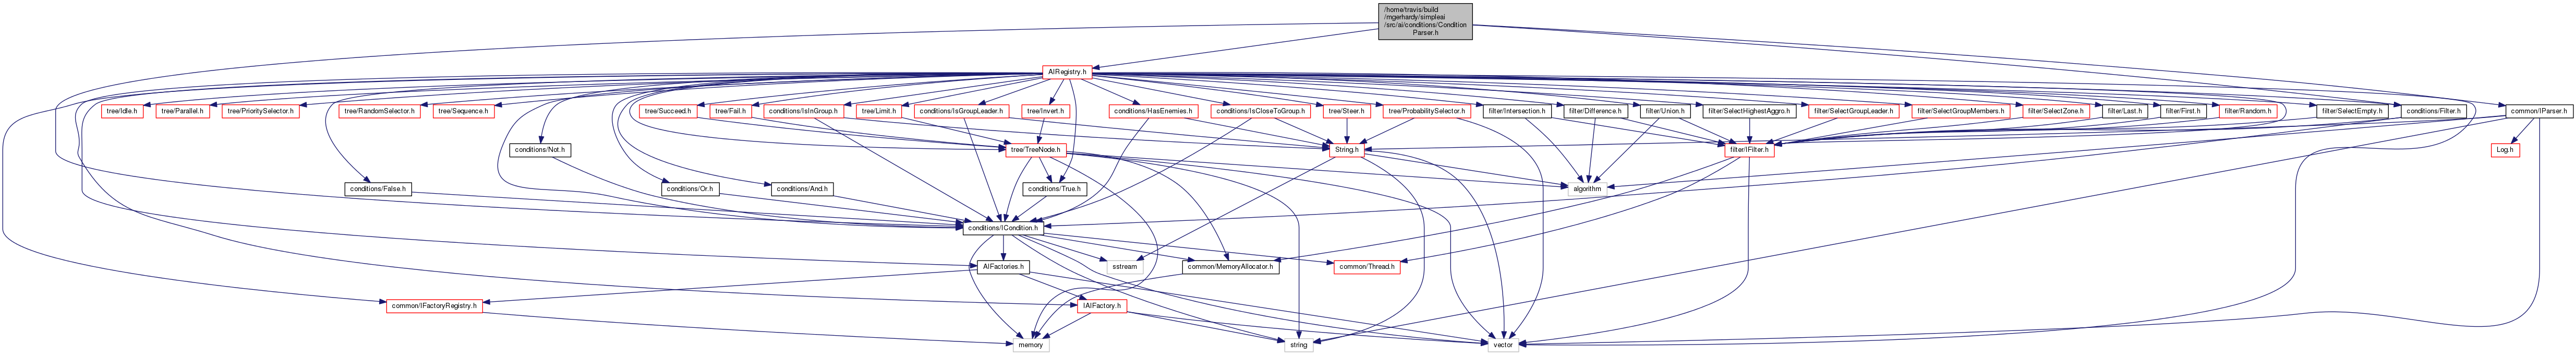 /home/travis/build
/mgerhardy/simpleai
/src/ai/conditions/Condition
Parser.h
AIRegistry.h
tree/Idle.h
tree/Parallel.h
tree/PrioritySelector.h
tree/RandomSelector.h
tree/Sequence.h
tree/Succeed.h
tree/Fail.h
conditions/IsInGroup.h
tree/Limit.h
conditions/IsGroupLeader.h
tree/Invert.h
conditions/HasEnemies.h
conditions/IsCloseToGroup.h
tree/Steer.h
tree/ProbabilitySelector.h
filter/Intersection.h
filter/Difference.h
filter/Union.h
filter/SelectHighestAggro.h
filter/SelectGroupLeader.h
filter/SelectGroupMembers.h
filter/SelectZone.h
filter/Last.h
filter/First.h
filter/Random.h
filter/SelectEmpty.h
conditions/Filter.h
common/IParser.h
conditions/Not.h
tree/TreeNode.h
String.h
filter/IFilter.h
Log.h
conditions/False.h
conditions/Or.h
conditions/And.h
conditions/True.h
algorithm
conditions/ICondition.h
AIFactories.h
sstream
common/MemoryAllocator.h
common/Thread.h
common/IFactoryRegistry.h
IAIFactory.h
memory
string
vector